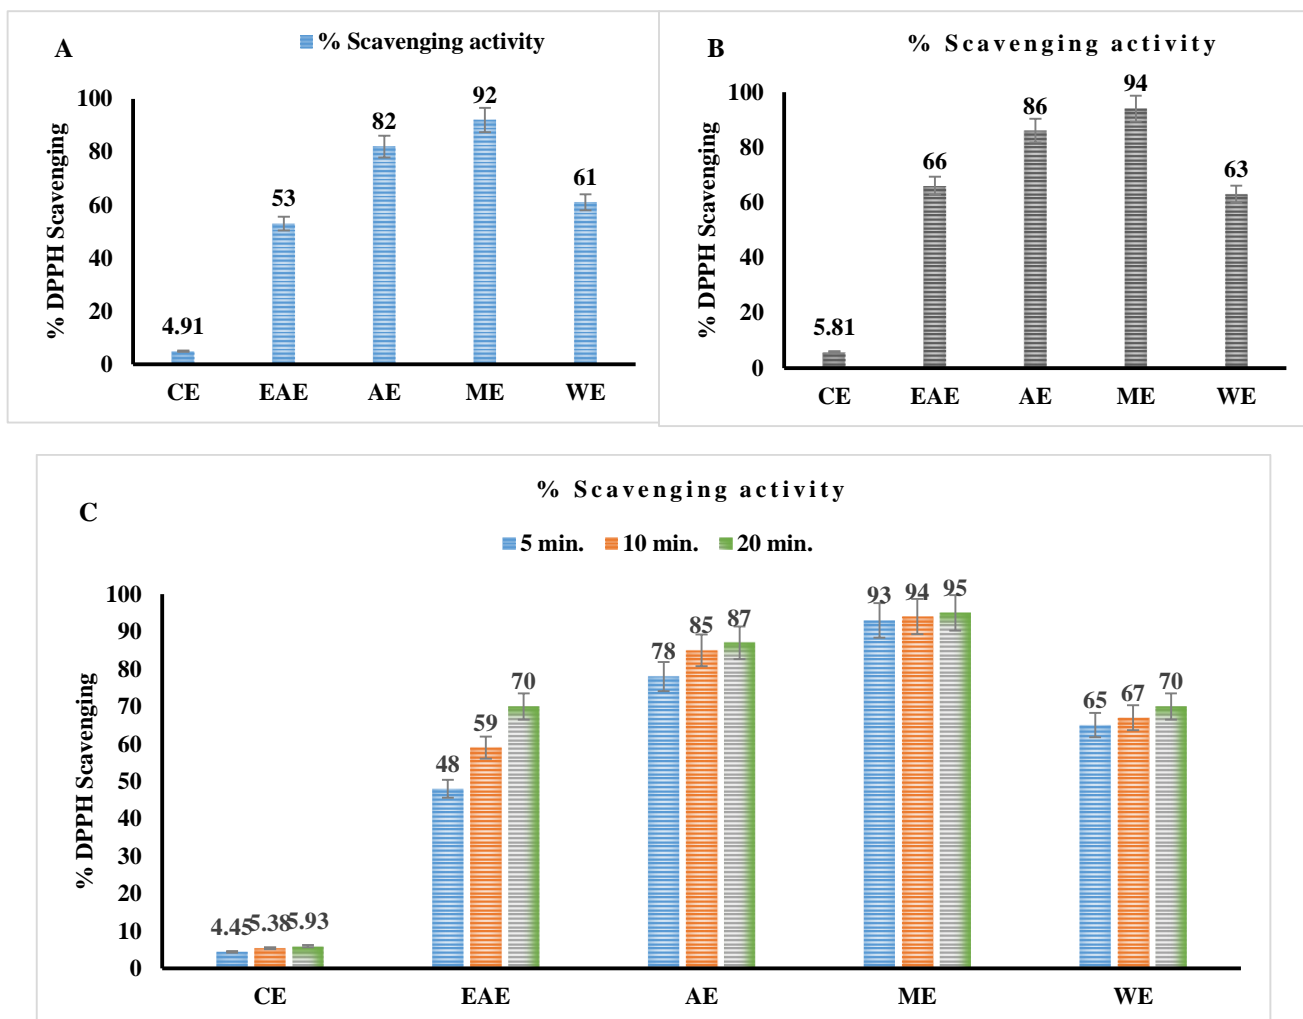 A
% Scavenging activity
% DPPH Scavenging
100
80
60
40
20
0
4.91
53
82
92
61
CE EAE AE ME WE
B
% Scavenging activity
% DPPH Scavenging
100
80
60
40
20
0
5.81
66
86
94
63
CE EAE AE ME WE
C
% Scavenging activity
5 min. 10 min. 20 min.
% DPPH Scavenging
100
90
80
70
60
50
40
30
20
10
0
4.45 5.38 5.93
48 59 70
78 85 87
93 94 95
65 67 70
CE EAE AE ME WE